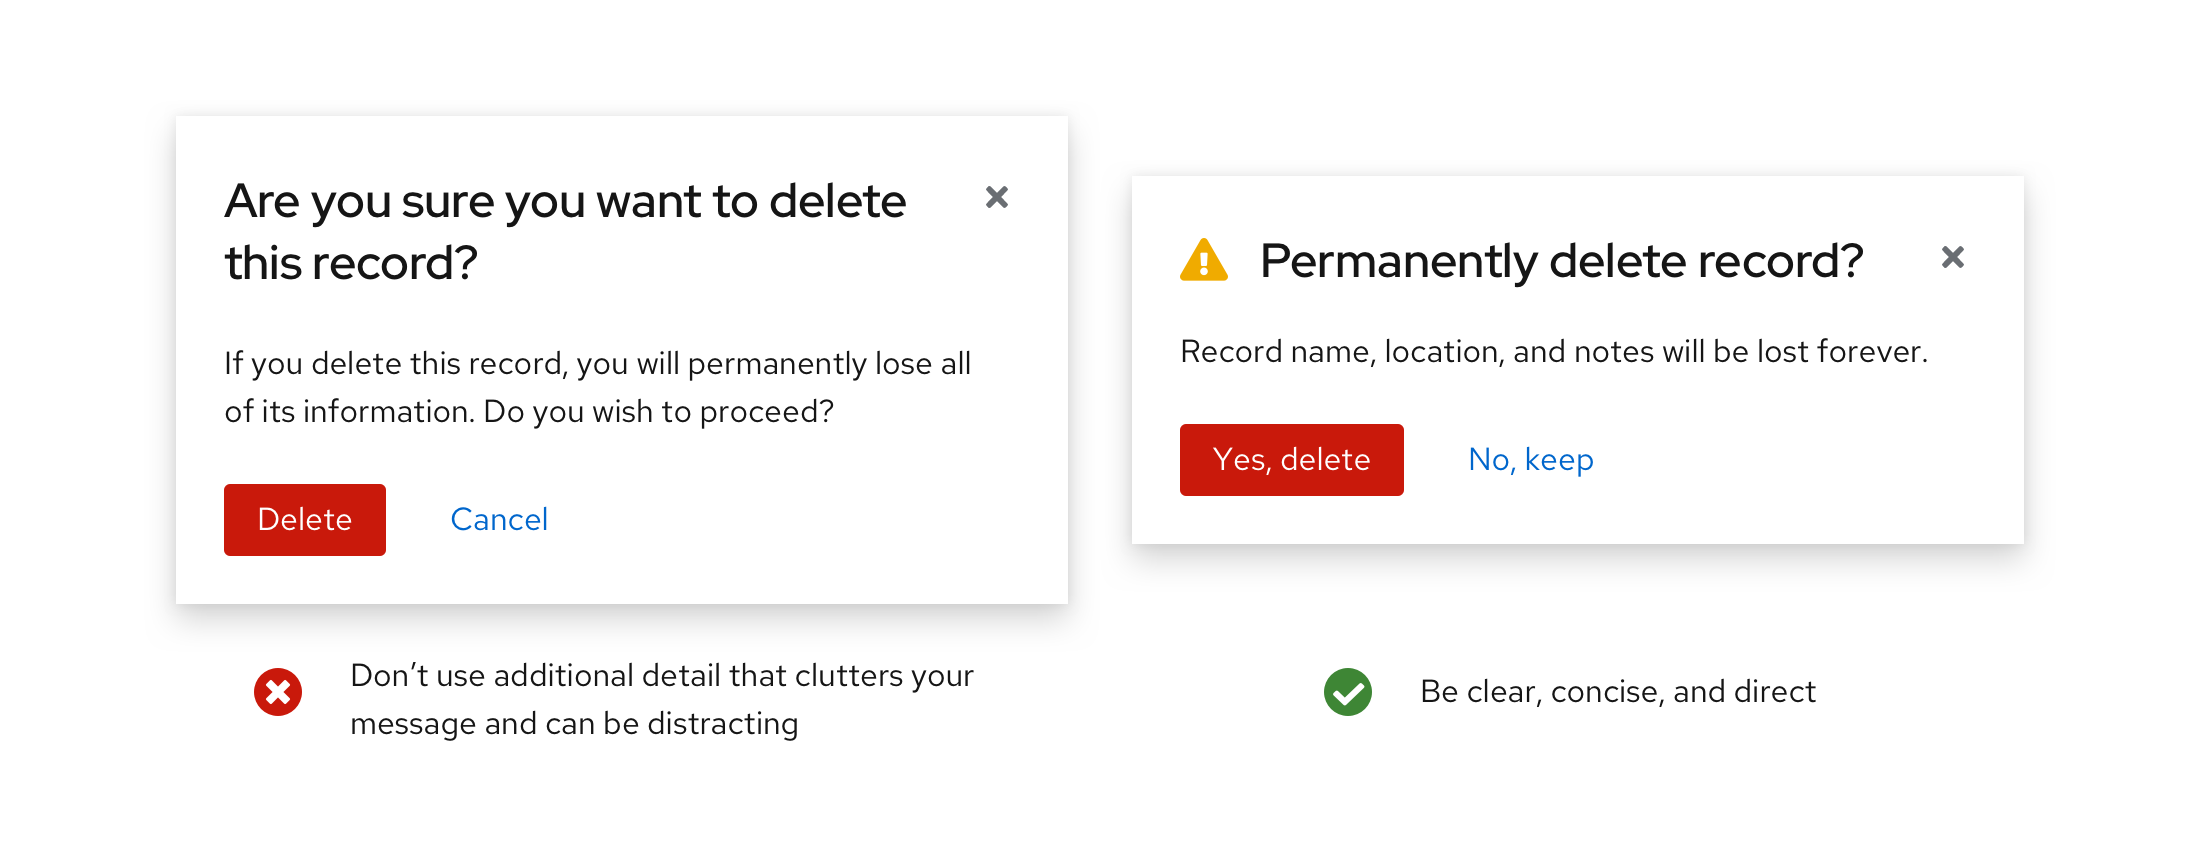 Are you sure you want to delete
this record?
If you delete this record, you will permanently lose all
of its information. Do you wish to proceed?
Delete
Cancel
Don’t use additional detail that clutters your
message and can be distracting
Permanently delete record?
Record name, location, and notes will be lost forever.
Yes, delete
No, keep
Be clear, concise, and direct